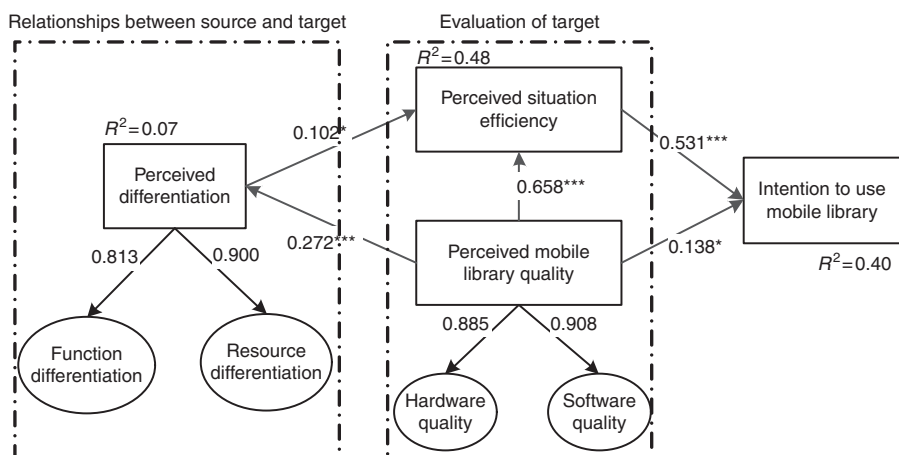 Relationships between source and target
Evaluation of target
R²=0.48
Perceived situation
efficiency
R²=0.07
0.102*
0.531***
Perceived
differentiation
0.658***
Intention to use
mobile library
0.272***
Perceived mobile
library quality
0.138*
R²=0.40
0.813
0.900
0.885
0.908
Function
differentiation
Resource
differentiation
Hardware
quality
Software
quality